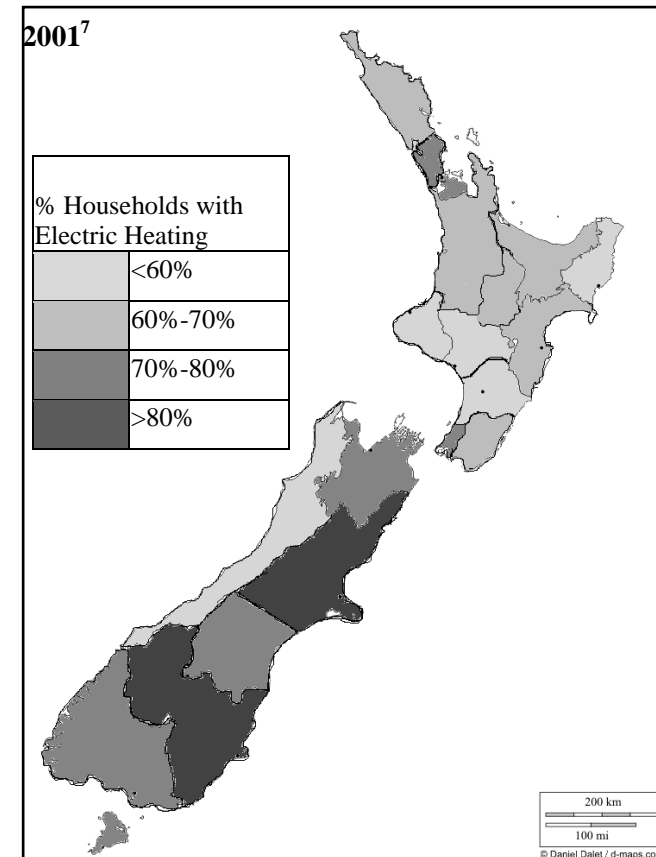 2001⁷
% Households with
Electric Heating
<60%
60%-70%
70%-80%
>80%
200 km
100 mi
© Daniel Dalet / d-maps.co